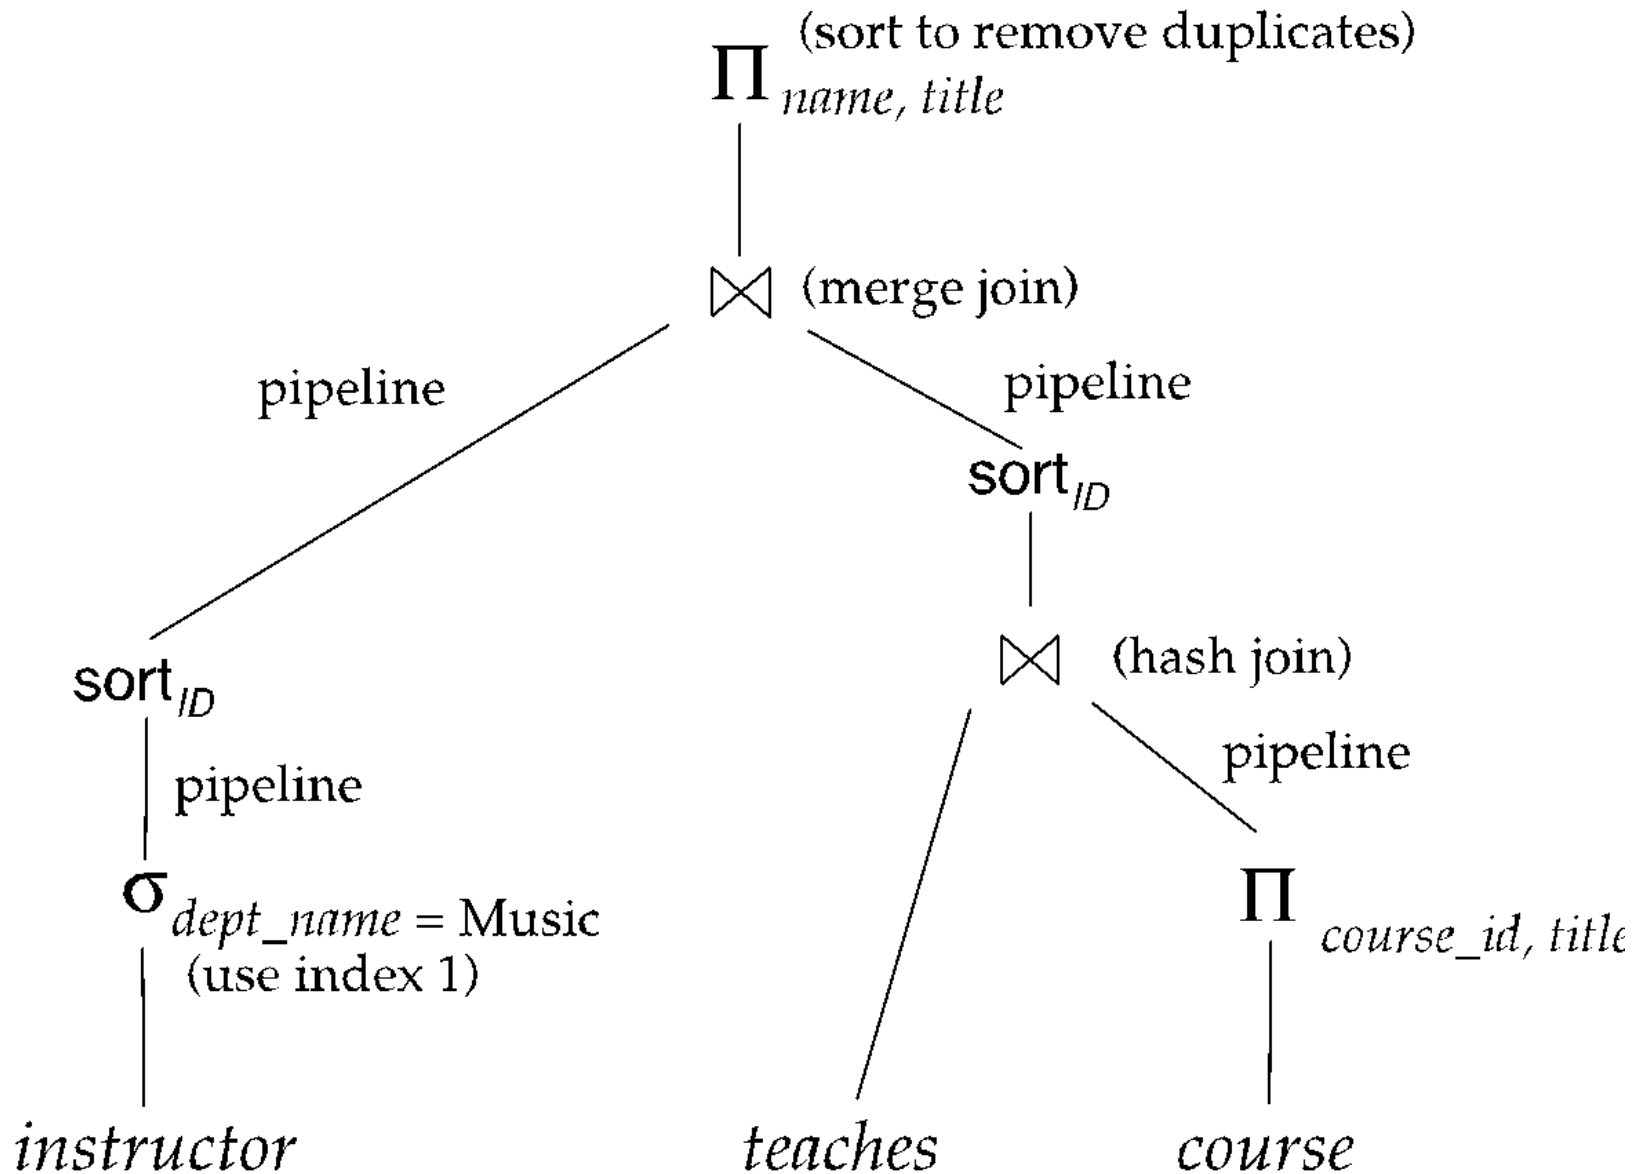 (sort to remove duplicates)
Π name, title
⋈ (merge join)
pipeline
pipeline
sort ID
⋈ (hash join)
sort ID
pipeline
pipeline
σ dept_name = Music
(use index 1)
Π course_id, title
instructor
teaches
course